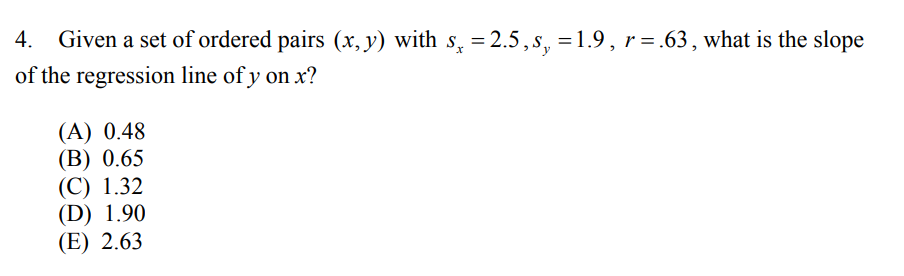 4. Given a set of ordered pairs (x, y) with sₓ = 2.5, s_y = 1.9, r = .63, what is the slope
of the regression line of y on x?
(A) 0.48
(B) 0.65
(C) 1.32
(D) 1.90
(E) 2.63